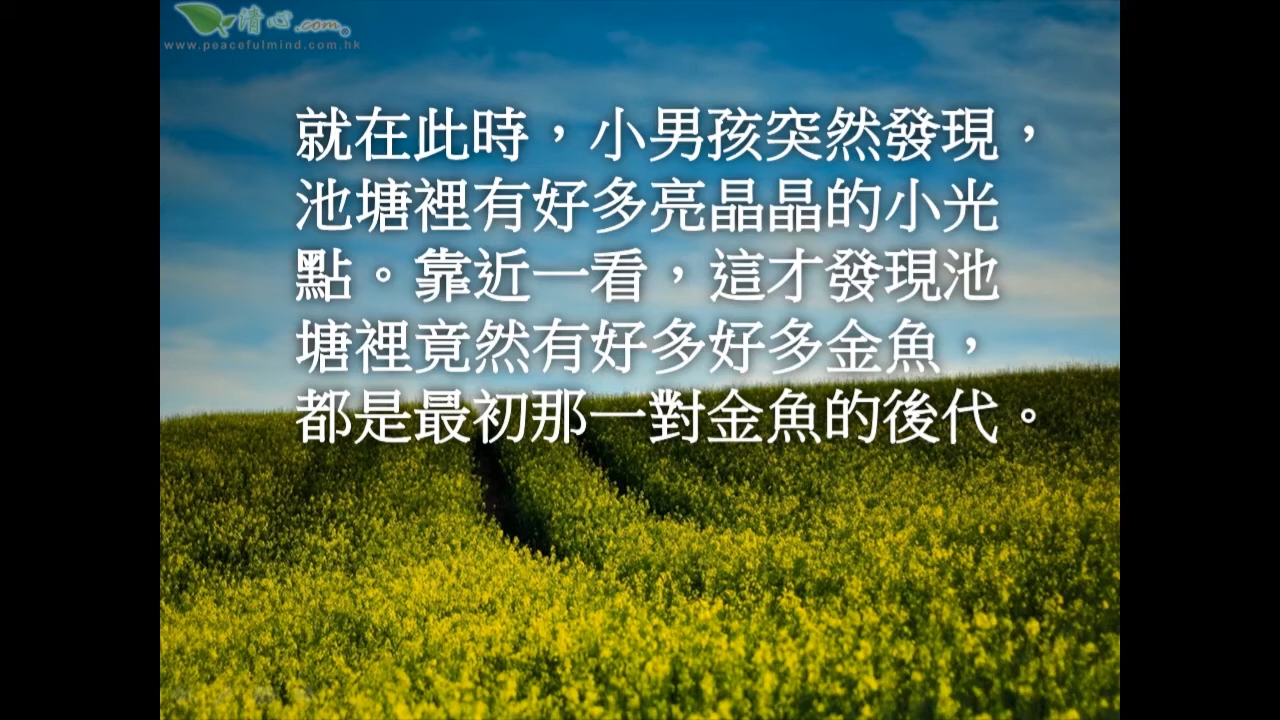 清心.com
www.peacefulmind.com.hk
就在此時，小男孩突然發現，
池塘裡有好多亮晶晶的小光
點。靠近一看，這才發現池
塘裡竟然有好多好多金魚，
都是最初那一對金魚的後代。